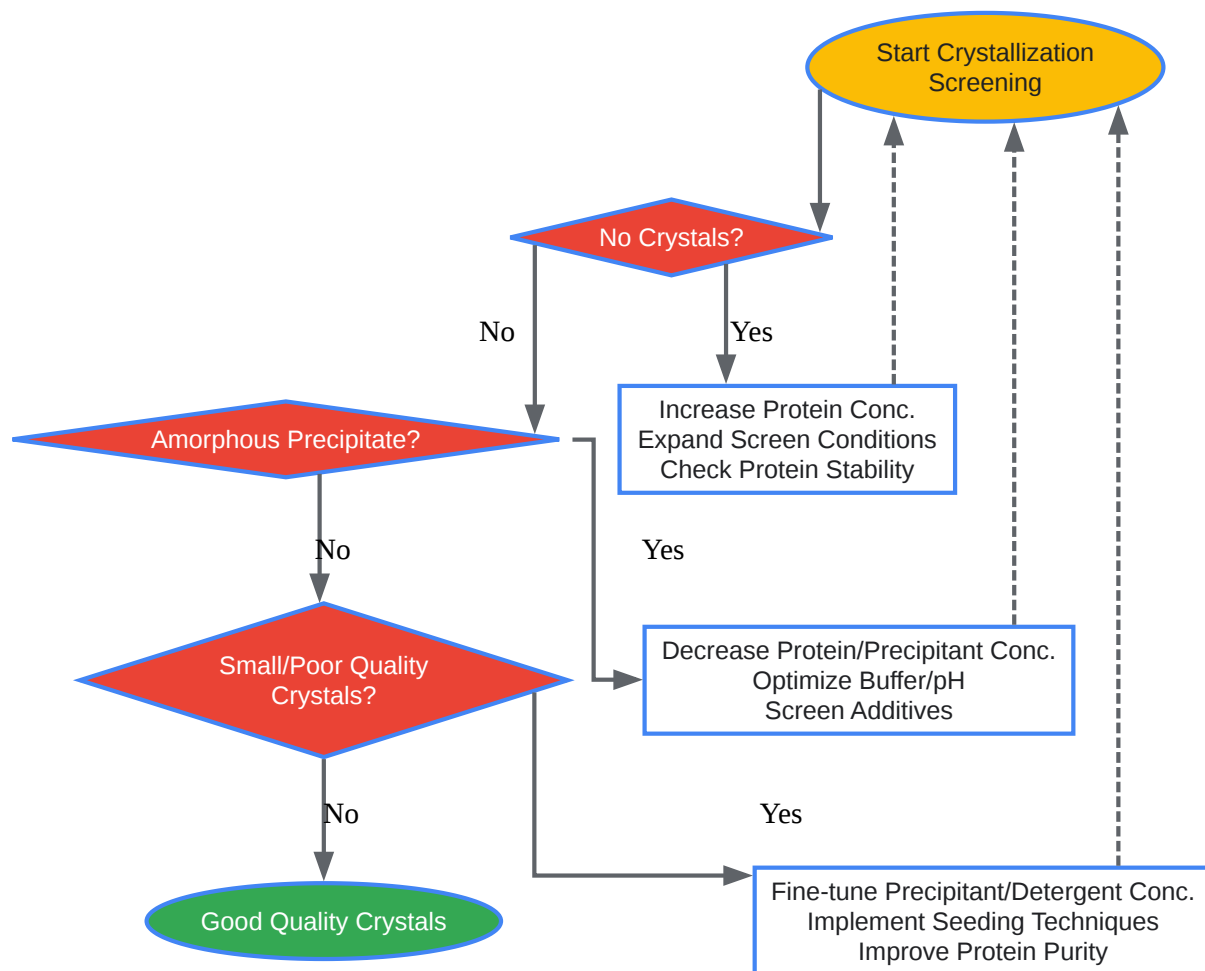 Start Crystallization
Screening
No Crystals?
No
Yes
Increase Protein Conc.
Expand Screen Conditions
Check Protein Stability
Amorphous Precipitate?
No
Yes
Decrease Protein/Precipitant Conc.
Optimize Buffer/pH
Screen Additives
Small/Poor Quality
Crystals?
No
Yes
Fine-tune Precipitant/Detergent Conc.
Implement Seeding Techniques
Improve Protein Purity
Good Quality Crystals